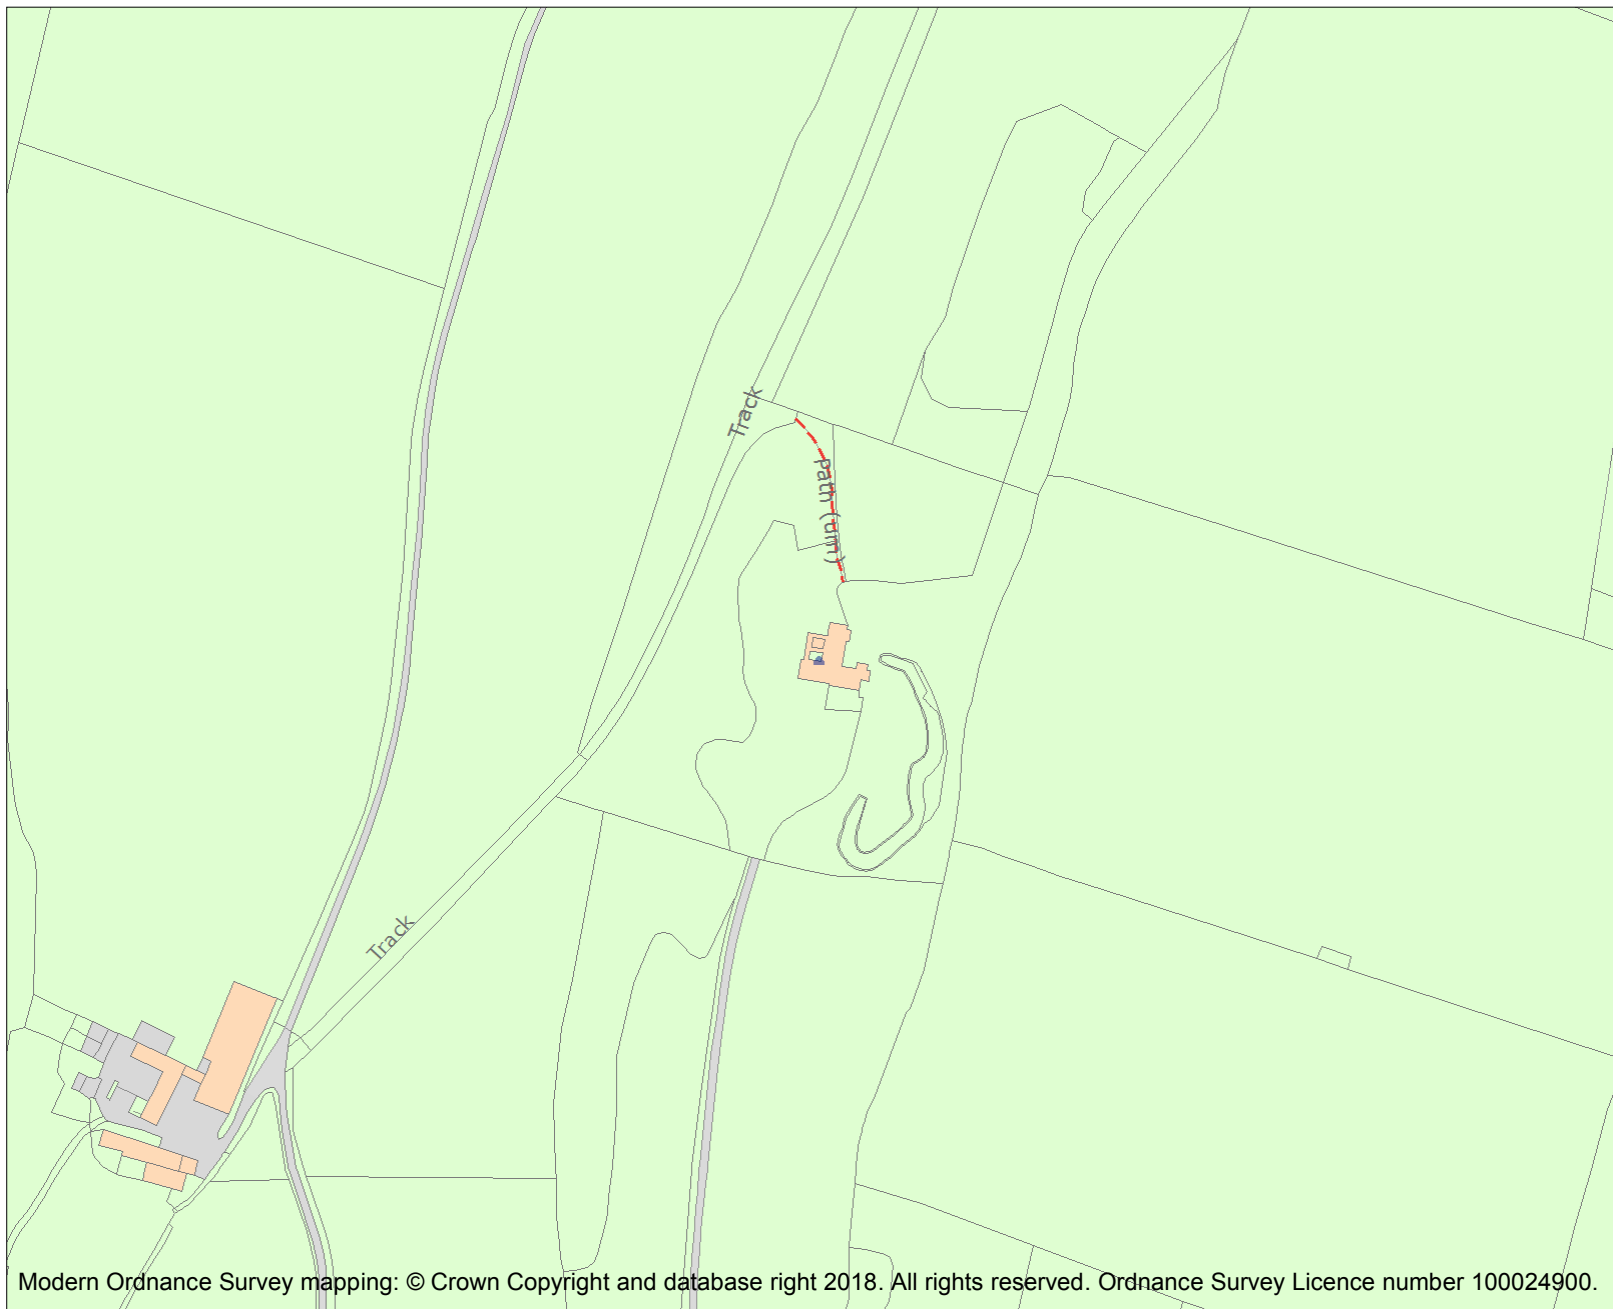 Track
Path (um)
Track
Modern Ordnance Survey mapping: © Crown Copyright and database right 2018. All rights reserved. Ordnance Survey Licence number 100024900.